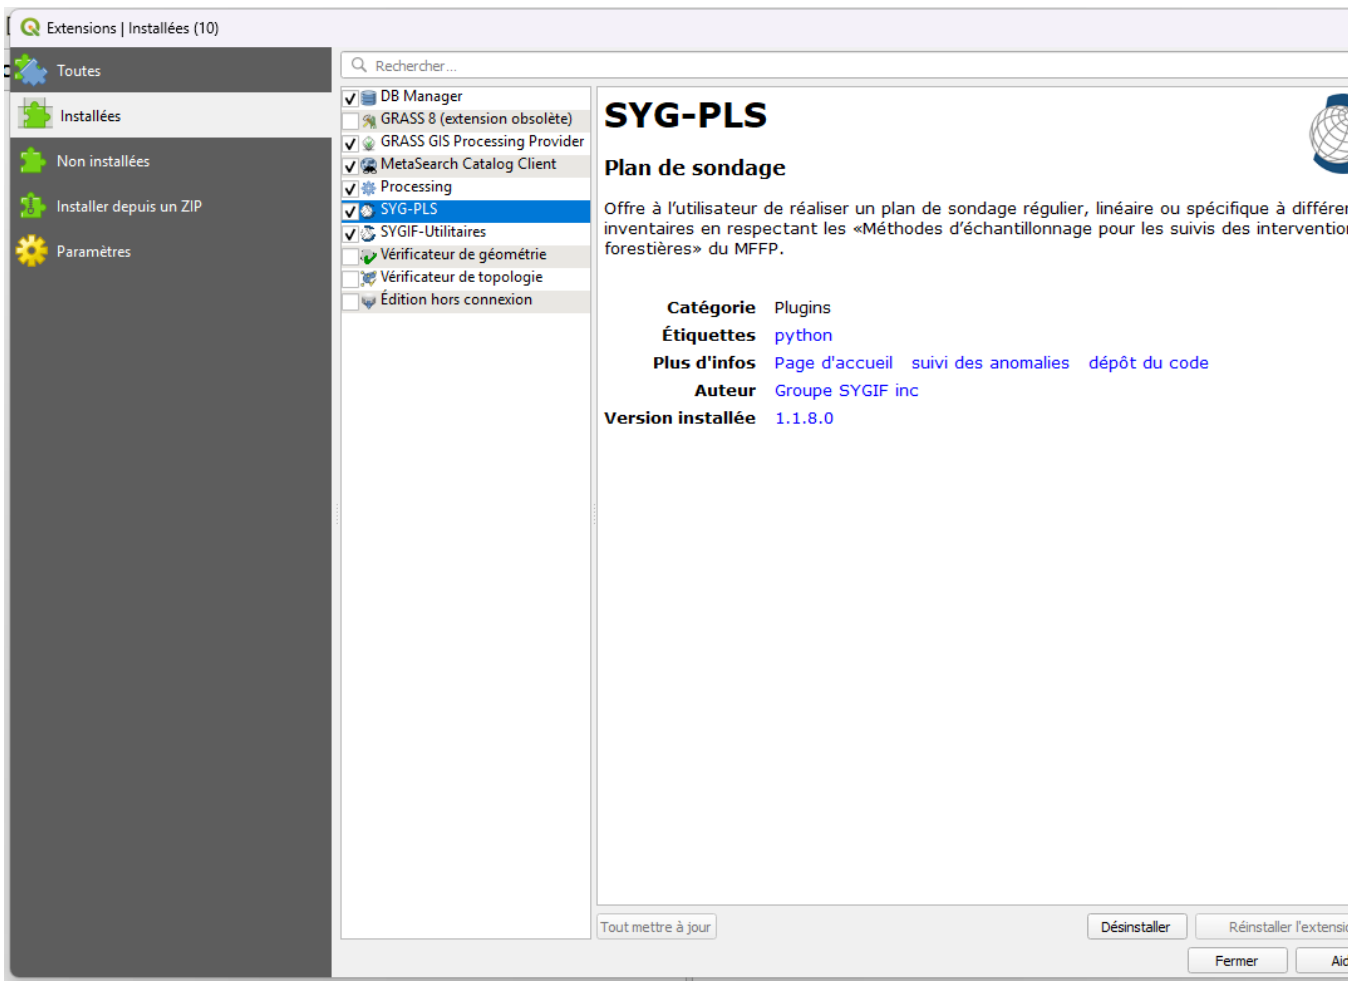 Extensions | Installées (10)
Toutes
Installées
Non installées
Installer depuis un ZIP
Paramètres
Rechercher...
DB Manager
GRASS 8 (extension obsolète)
GRASS GIS Processing Provider
MetaSearch Catalog Client
Processing
SYG-PLS
SYGIF-Utilitaires
Vérificateur de géométrie
Vérificateur de topologie
Édition hors connexion
SYG-PLS
Plan de sondage
Offre à l’utilisateur de réaliser un plan de sondage régulier, linéaire ou spécifique à différen
inventaires en respectant les «Méthodes d’échantillonnage pour les suivis des intervention
forestières» du MFFP.
Catégorie Plugins
Étiquettes python
Plus d'infos Page d'accueil suivi des anomalies dépôt du code
Auteur Groupe SYGIF inc
Version installée 1.1.8.0
Tout mettre à jour
Désinstaller
Réinstaller l'extensio
Fermer
Aid